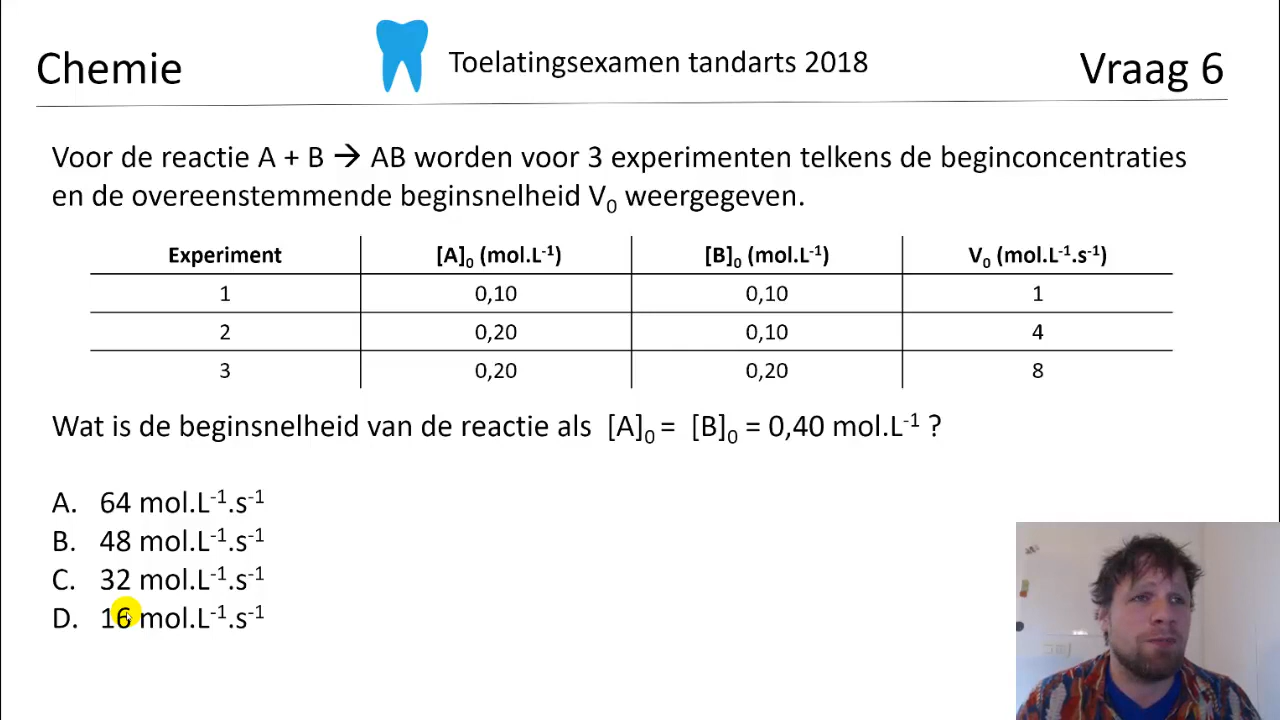 Chemie
Toelatingsexamen tandarts 2018
Vraag 6
Voor de reactie A + B → AB worden voor 3 experimenten telkens de beginconcentraties
en de overeenstemmende beginsnelheid V₀ weergegeven.
Experiment [A]₀ (mol.L⁻¹) [B]₀ (mol.L⁻¹) V₀ (mol.L⁻¹.s⁻¹)
1 0,10 0,10 1
2 0,20 0,10 4
3 0,20 0,20 8
Wat is de beginsnelheid van de reactie als [A]₀ = [B]₀ = 0,40 mol.L⁻¹ ?
A. 64 mol.L⁻¹.s⁻¹
B. 48 mol.L⁻¹.s⁻¹
C. 32 mol.L⁻¹.s⁻¹
D. 16 mol.L⁻¹.s⁻¹